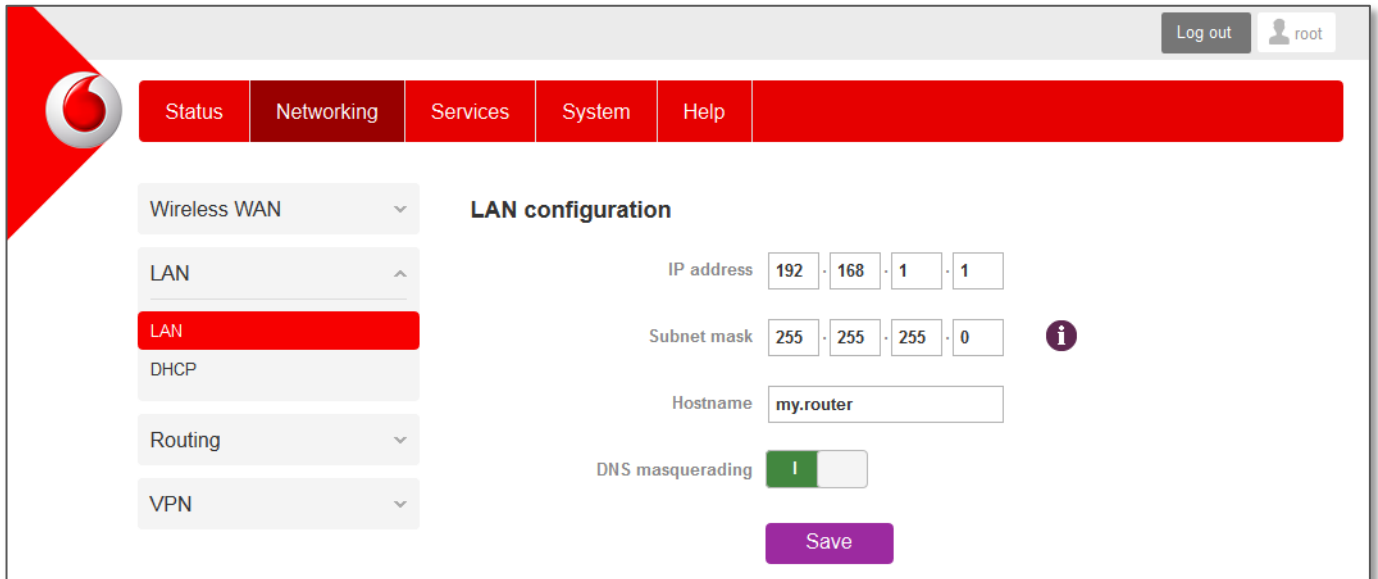 Log out
root
Status Networking Services System Help
Wireless WAN
LAN
LAN
DHCP
Routing
VPN
LAN configuration
IP address 192 . 168 . 1 . 1
Subnet mask 255 . 255 . 255 . 0
Hostname my.router
DNS masquerading I
Save